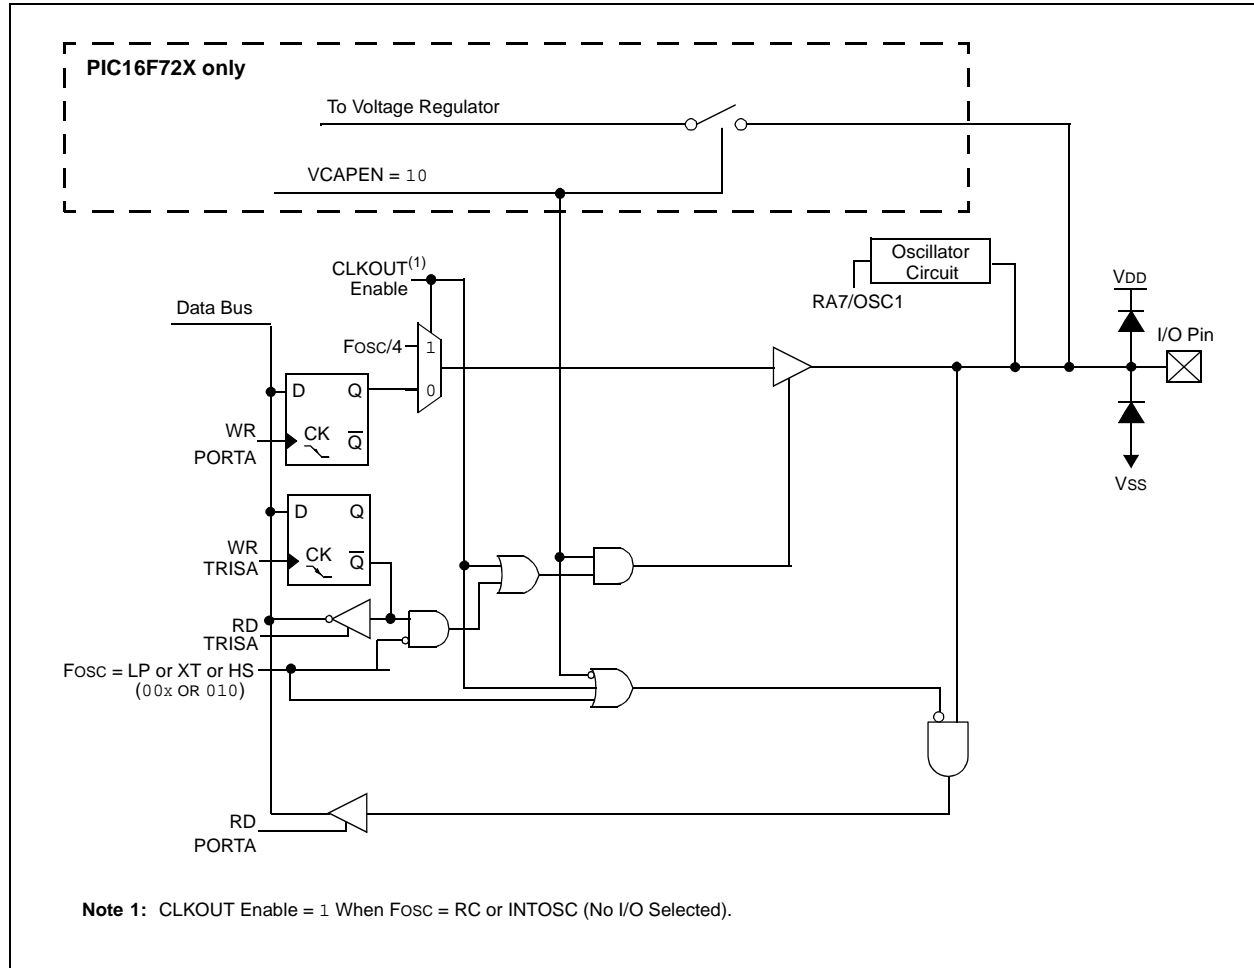 PIC16F72X only
To Voltage Regulator
VCAPEN = 10
CLKOUT(1)
Enable
Oscillator
Circuit
RA7/OSC1
VDD
I/O Pin
VSS
Data Bus
FOSC/4
1
0
D
Q
CK
Q
WR
PORTA
D
Q
CK
Q
WR
TRISA
RD
TRISA
FOSC = LP or XT or HS
(00x OR 010)
RD
PORTA
Note 1: CLKOUT Enable = 1 When FOSC = RC or INTOSC (No I/O Selected).